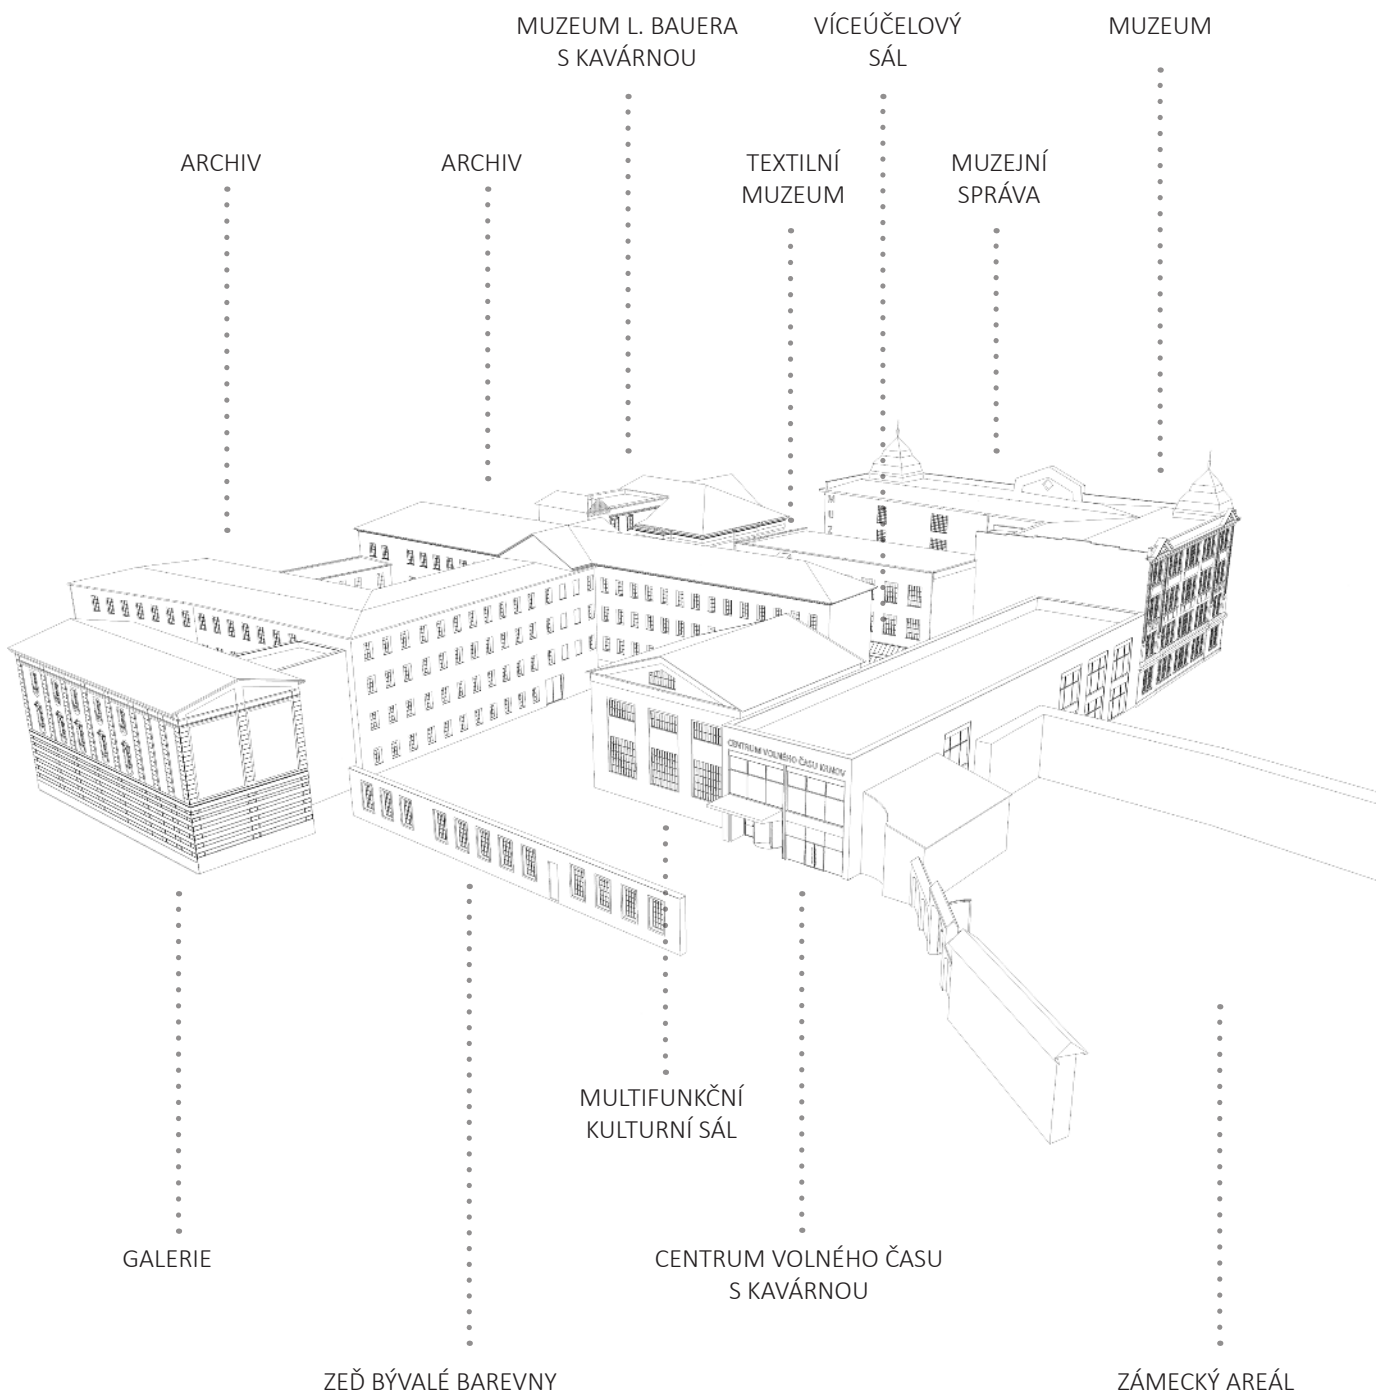 MUZEUM L. BAUERA
S KAVÁRNOU
VÍCEÚČELOVÝ
SÁL
MUZEUM
ARCHIV
ARCHIV
TEXTILNÍ
MUZEUM
MUZEJNÍ
SPRÁVA
M
U
Z
CENTRUM VOLNÉHO ČASU KRNOV
MULTIFUNKČNÍ
KULTURNÍ SÁL
GALERIE
CENTRUM VOLNÉHO ČASU
S KAVÁRNOU
ZEĎ BÝVALÉ BAREVNY
ZÁMECKÝ AREÁL